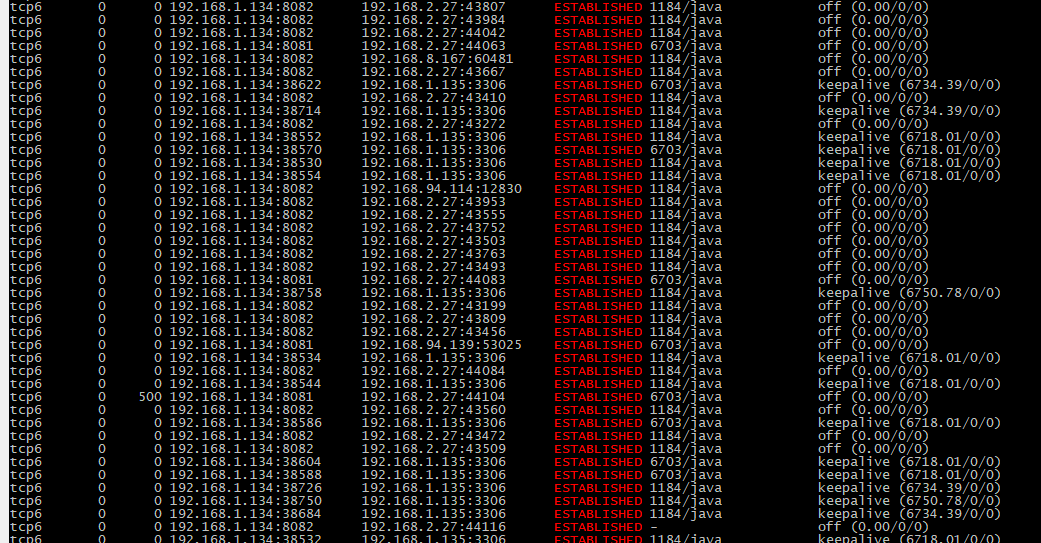 tcp6 0 0 192.168.1.134:8082 192.168.2.27:43807 ESTABLISHED 1184/java off (0.00/0/0)
tcp6 0 0 192.168.1.134:8082 192.168.2.27:43984 ESTABLISHED 1184/java off (0.00/0/0)
tcp6 0 0 192.168.1.134:8082 192.168.2.27:44042 ESTABLISHED 1184/java off (0.00/0/0)
tcp6 0 0 192.168.1.134:8081 192.168.2.27:44063 ESTABLISHED 6703/java off (0.00/0/0)
tcp6 0 0 192.168.1.134:8082 192.168.8.167:60481 ESTABLISHED 1184/java off (0.00/0/0)
tcp6 0 0 192.168.1.134:8082 192.168.2.27:43667 ESTABLISHED 1184/java off (0.00/0/0)
tcp6 0 0 192.168.1.134:38622 192.168.1.135:3306 ESTABLISHED 6703/java keepalive (6734.39/0/0)
tcp6 0 0 192.168.1.134:8082 192.168.2.27:43410 ESTABLISHED 1184/java off (0.00/0/0)
tcp6 0 0 192.168.1.134:38714 192.168.1.135:3306 ESTABLISHED 1184/java keepalive (6734.39/0/0)
tcp6 0 0 192.168.1.134:8082 192.168.2.27:43272 ESTABLISHED 1184/java off (0.00/0/0)
tcp6 0 0 192.168.1.134:38552 192.168.1.135:3306 ESTABLISHED 1184/java keepalive (6718.01/0/0)
tcp6 0 0 192.168.1.134:38570 192.168.1.135:3306 ESTABLISHED 6703/java keepalive (6718.01/0/0)
tcp6 0 0 192.168.1.134:38530 192.168.1.135:3306 ESTABLISHED 1184/java keepalive (6718.01/0/0)
tcp6 0 0 192.168.1.134:38554 192.168.1.135:3306 ESTABLISHED 1184/java keepalive (6718.01/0/0)
tcp6 0 0 192.168.1.134:8082 192.168.94.114:12830 ESTABLISHED 1184/java off (0.00/0/0)
tcp6 0 0 192.168.1.134:8082 192.168.2.27:43953 ESTABLISHED 1184/java off (0.00/0/0)
tcp6 0 0 192.168.1.134:8082 192.168.2.27:43555 ESTABLISHED 1184/java off (0.00/0/0)
tcp6 0 0 192.168.1.134:8082 192.168.2.27:43752 ESTABLISHED 1184/java off (0.00/0/0)
tcp6 0 0 192.168.1.134:8082 192.168.2.27:43503 ESTABLISHED 1184/java off (0.00/0/0)
tcp6 0 0 192.168.1.134:8082 192.168.2.27:43763 ESTABLISHED 1184/java off (0.00/0/0)
tcp6 0 0 192.168.1.134:8082 192.168.2.27:43493 ESTABLISHED 1184/java off (0.00/0/0)
tcp6 0 0 192.168.1.134:8081 192.168.2.27:44083 ESTABLISHED 6703/java off (0.00/0/0)
tcp6 0 0 192.168.1.134:38758 192.168.1.135:3306 ESTABLISHED 1184/java keepalive (6750.78/0/0)
tcp6 0 0 192.168.1.134:8082 192.168.2.27:43199 ESTABLISHED 1184/java off (0.00/0/0)
tcp6 0 0 192.168.1.134:8082 192.168.2.27:43809 ESTABLISHED 1184/java off (0.00/0/0)
tcp6 0 0 192.168.1.134:8082 192.168.2.27:43456 ESTABLISHED 1184/java off (0.00/0/0)
tcp6 0 0 192.168.1.134:8081 192.168.94.139:53025 ESTABLISHED 6703/java off (0.00/0/0)
tcp6 0 0 192.168.1.134:38534 192.168.1.135:3306 ESTABLISHED 1184/java keepalive (6718.01/0/0)
tcp6 0 0 192.168.1.134:8082 192.168.2.27:44084 ESTABLISHED 1184/java off (0.00/0/0)
tcp6 0 0 192.168.1.134:38544 192.168.1.135:3306 ESTABLISHED 1184/java keepalive (6718.01/0/0)
tcp6 0 500 192.168.1.134:8081 192.168.2.27:44104 ESTABLISHED 6703/java off (0.00/0/0)
tcp6 0 0 192.168.1.134:8082 192.168.2.27:43560 ESTABLISHED 1184/java off (0.00/0/0)
tcp6 0 0 192.168.1.134:38586 192.168.1.135:3306 ESTABLISHED 6703/java keepalive (6718.01/0/0)
tcp6 0 0 192.168.1.134:8082 192.168.2.27:43472 ESTABLISHED 1184/java off (0.00/0/0)
tcp6 0 0 192.168.1.134:8082 192.168.2.27:43509 ESTABLISHED 1184/java off (0.00/0/0)
tcp6 0 0 192.168.1.134:38604 192.168.1.135:3306 ESTABLISHED 6703/java keepalive (6718.01/0/0)
tcp6 0 0 192.168.1.134:38588 192.168.1.135:3306 ESTABLISHED 6703/java keepalive (6718.01/0/0)
tcp6 0 0 192.168.1.134:38726 192.168.1.135:3306 ESTABLISHED 1184/java keepalive (6734.39/0/0)
tcp6 0 0 192.168.1.134:38750 192.168.1.135:3306 ESTABLISHED 1184/java keepalive (6750.78/0/0)
tcp6 0 0 192.168.1.134:38684 192.168.1.135:3306 ESTABLISHED 1184/java keepalive (6734.39/0/0)
tcp6 0 0 192.168.1.134:8082 192.168.2.27:44116 ESTABLISHED - off (0.00/0/0)
tcp6 0 0 192.168.1.134:38532 192.168.1.135:3306 ESTABLISHED 1184/java keepalive (6718.01/0/0)